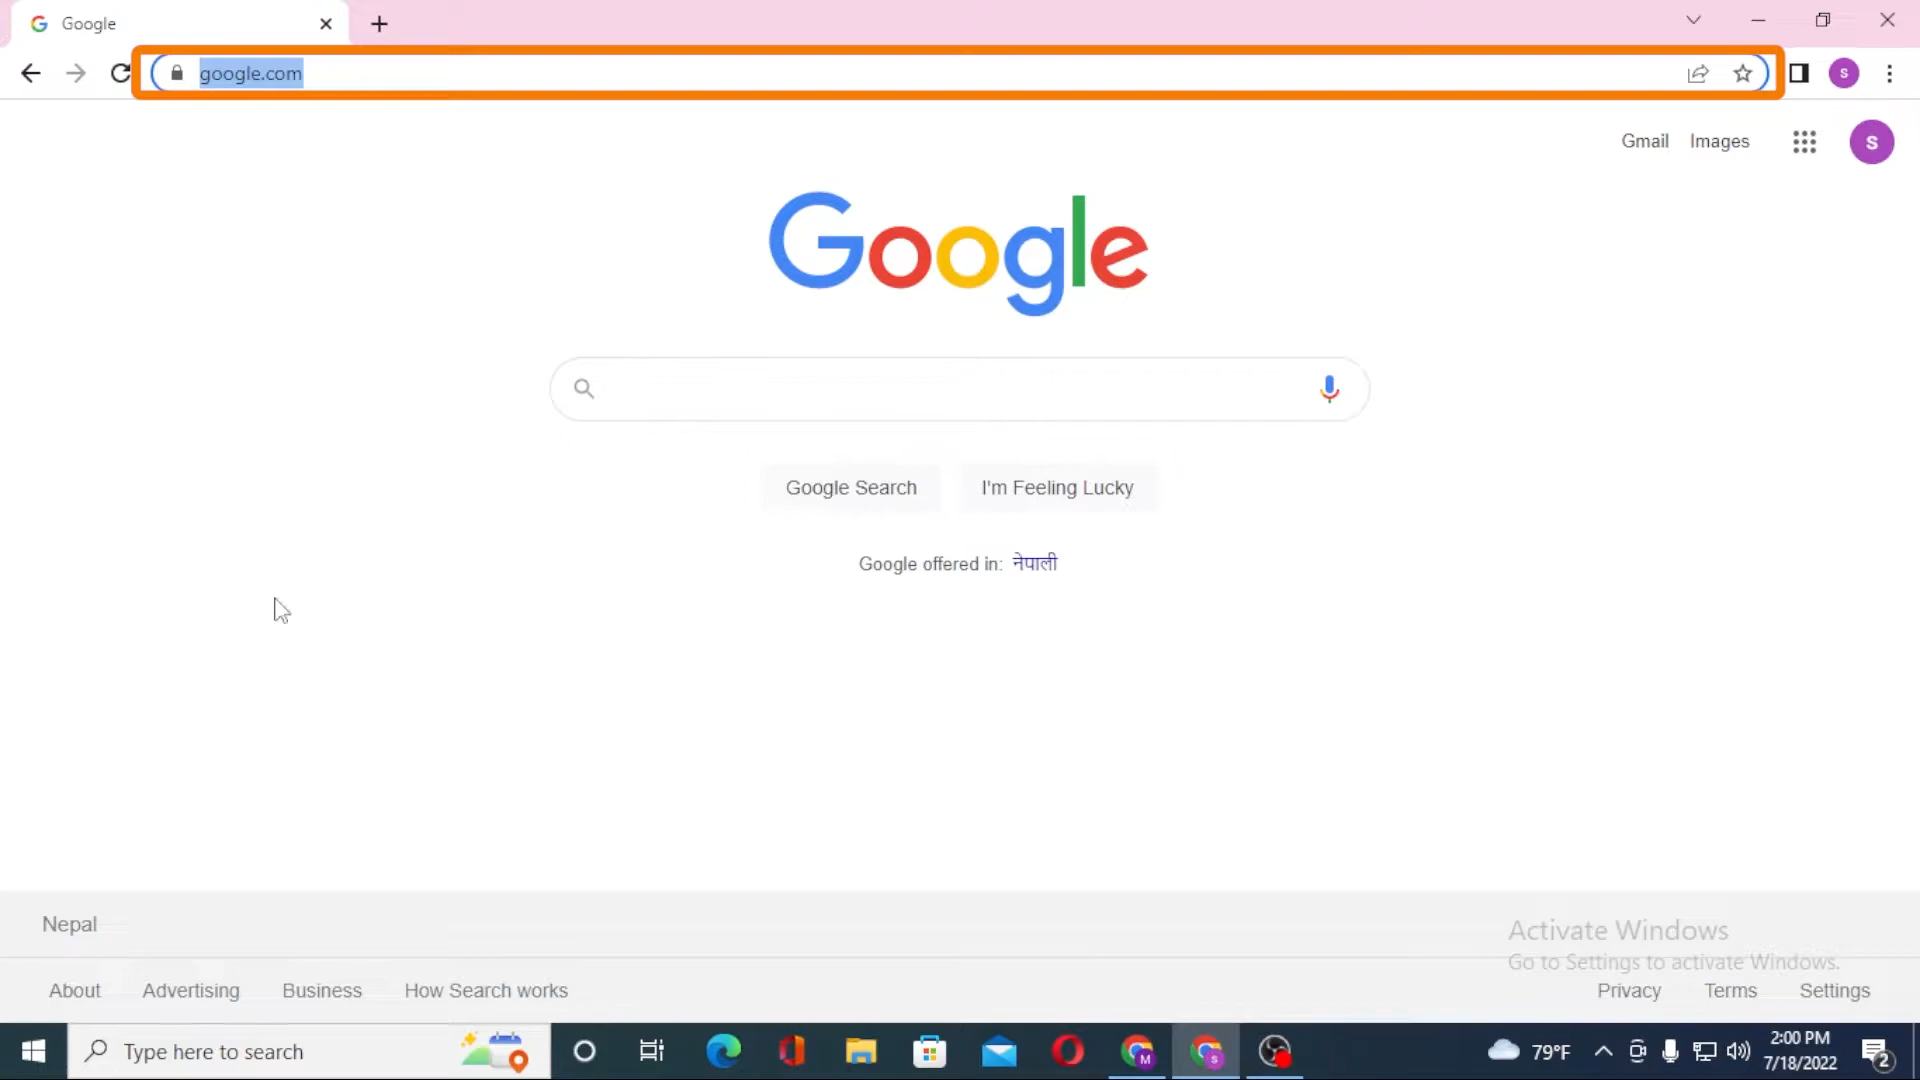 Google
google.com
S
Gmail Images
S
Google
Google Search I'm Feeling Lucky
Google offered in: नेपाली
Nepal
Activate Windows
Go to Settings to activate Windows.
About Advertising Business How Search works
Privacy Terms Settings
Type here to search
M
S
79°F
2:00 PM
7/18/2022
2